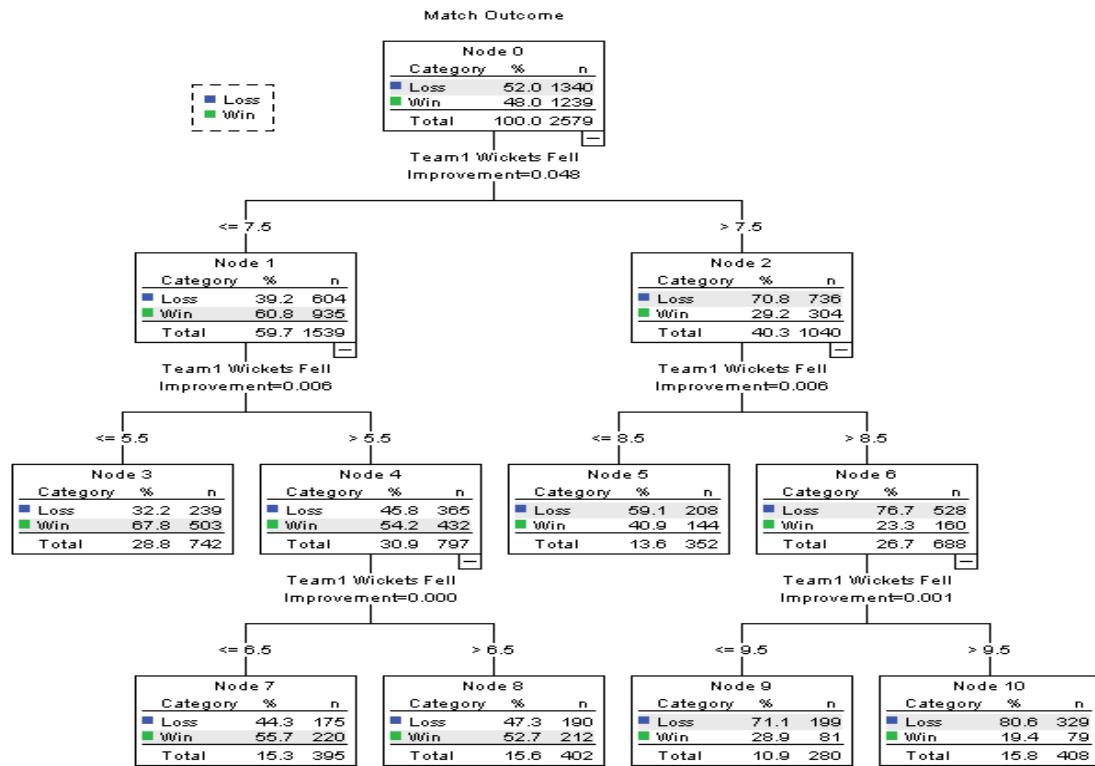 Match Outcome
Node 0
Category % n
Loss 52.0 1340
Win 48.0 1239
Total 100.0 2579
Loss
Win
Team1 Wickets Fell
Improvement=0.048
<= 7.5
> 7.5
Node 1
Category % n
Loss 39.2 604
Win 60.8 935
Total 59.7 1539
Node 2
Category % n
Loss 70.8 736
Win 29.2 304
Total 40.3 1040
Team1 Wickets Fell
Improvement=0.006
Team1 Wickets Fell
Improvement=0.006
<= 5.5
> 5.5
<= 8.5
> 8.5
Node 3
Category % n
Loss 32.2 239
Win 67.8 503
Total 28.8 742
Node 4
Category % n
Loss 45.8 365
Win 54.2 432
Total 30.9 797
Node 5
Category % n
Loss 59.1 208
Win 40.9 144
Total 13.6 352
Node 6
Category % n
Loss 76.7 528
Win 23.3 160
Total 26.7 688
Team1 Wickets Fell
Improvement=0.000
Team1 Wickets Fell
Improvement=0.001
<= 6.5
> 6.5
<= 9.5
> 9.5
Node 7
Category % n
Loss 44.3 175
Win 55.7 220
Total 15.3 395
Node 8
Category % n
Loss 47.3 190
Win 52.7 212
Total 15.6 402
Node 9
Category % n
Loss 71.1 199
Win 28.9 81
Total 10.9 280
Node 10
Category % n
Loss 80.6 329
Win 19.4 79
Total 15.8 408